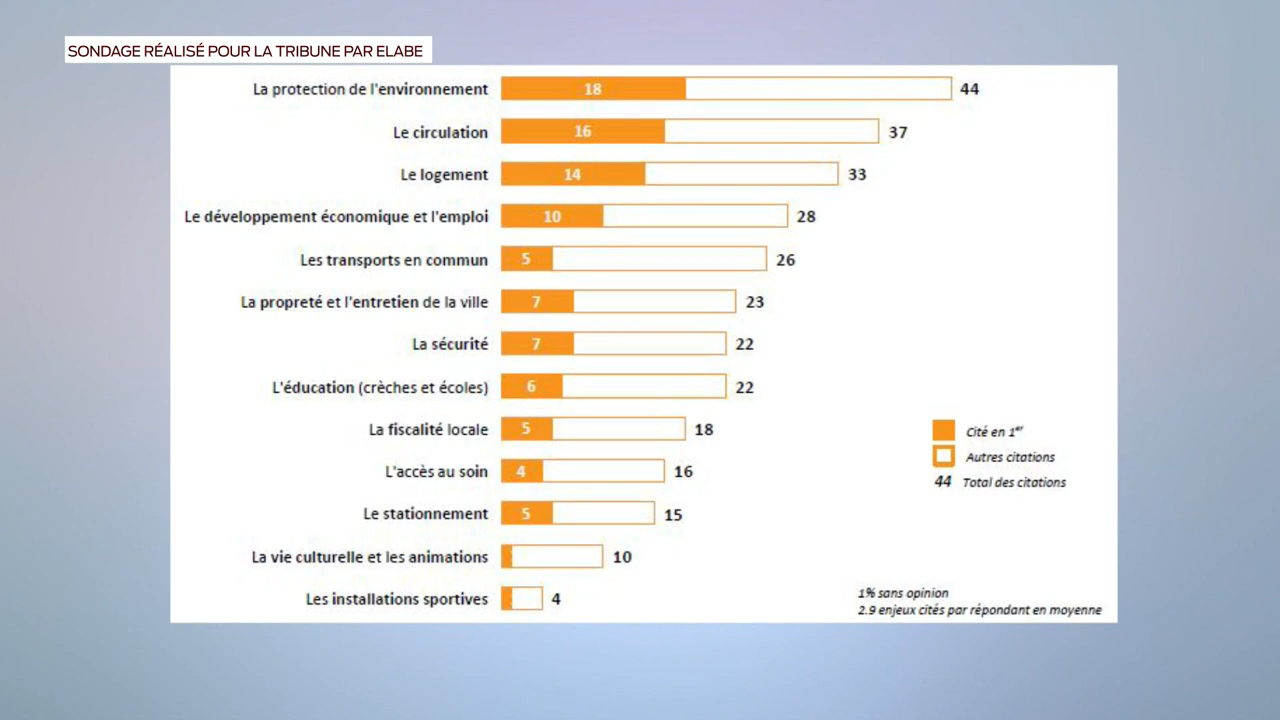 SONDAGE RÉALISÉ POUR LA TRIBUNE PAR ELABE
La protection de l'environnement 18 44
Le circulation 16 37
Le logement 14 33
Le développement économique et l'emploi 10 28
Les transports en commun 5 26
La propreté et l'entretien de la ville 7 23
La sécurité 7 22
L'éducation (crèches et écoles) 6 22
La fiscalité locale 5 18
L'accès au soin 4 16
Le stationnement 5 15
La vie culturelle et les animations 10
Les installations sportives 4
Cité en 1er
Autres citations
44 Total des citations
1% sans opinion
2.9 enjeux cités par répondant en moyenne